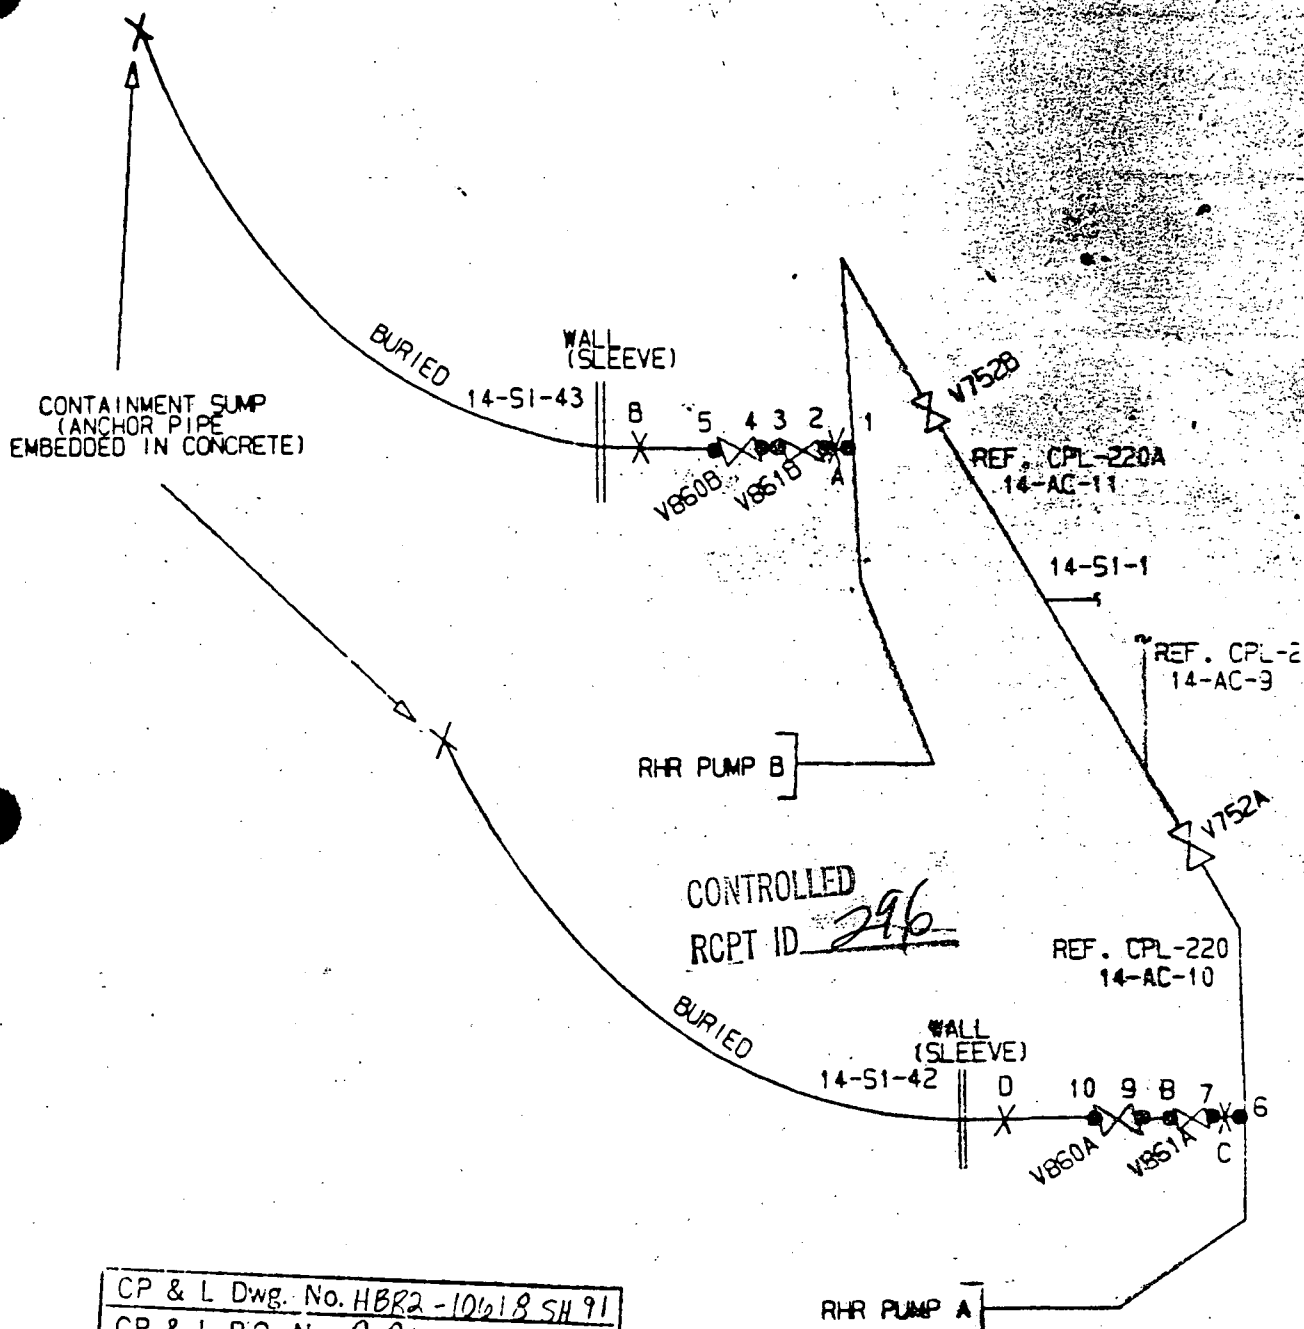 BURIED
WALL
(SLEEVE)
14-SI-43
B
5
4
3
2
1
A
V860B
V861B
V752B
CONTAINMENT SUMP
(ANCHOR PIPE
EMBEDDED IN CONCRETE)
REF. CPL-220A
14-AC-11
14-SI-1
REF. CPL-2
14-AC-9
RHR PUMP B
V752A
CONTROLLED
RCPT ID 296
REF. CPL-220
14-AC-10
BURIED
WALL
(SLEEVE)
14-SI-42
D
10
9
8
7
6
C
V860A
V861A
CP & L Dwg. No. HBR2-10618 SH 91
RHR PUMP A